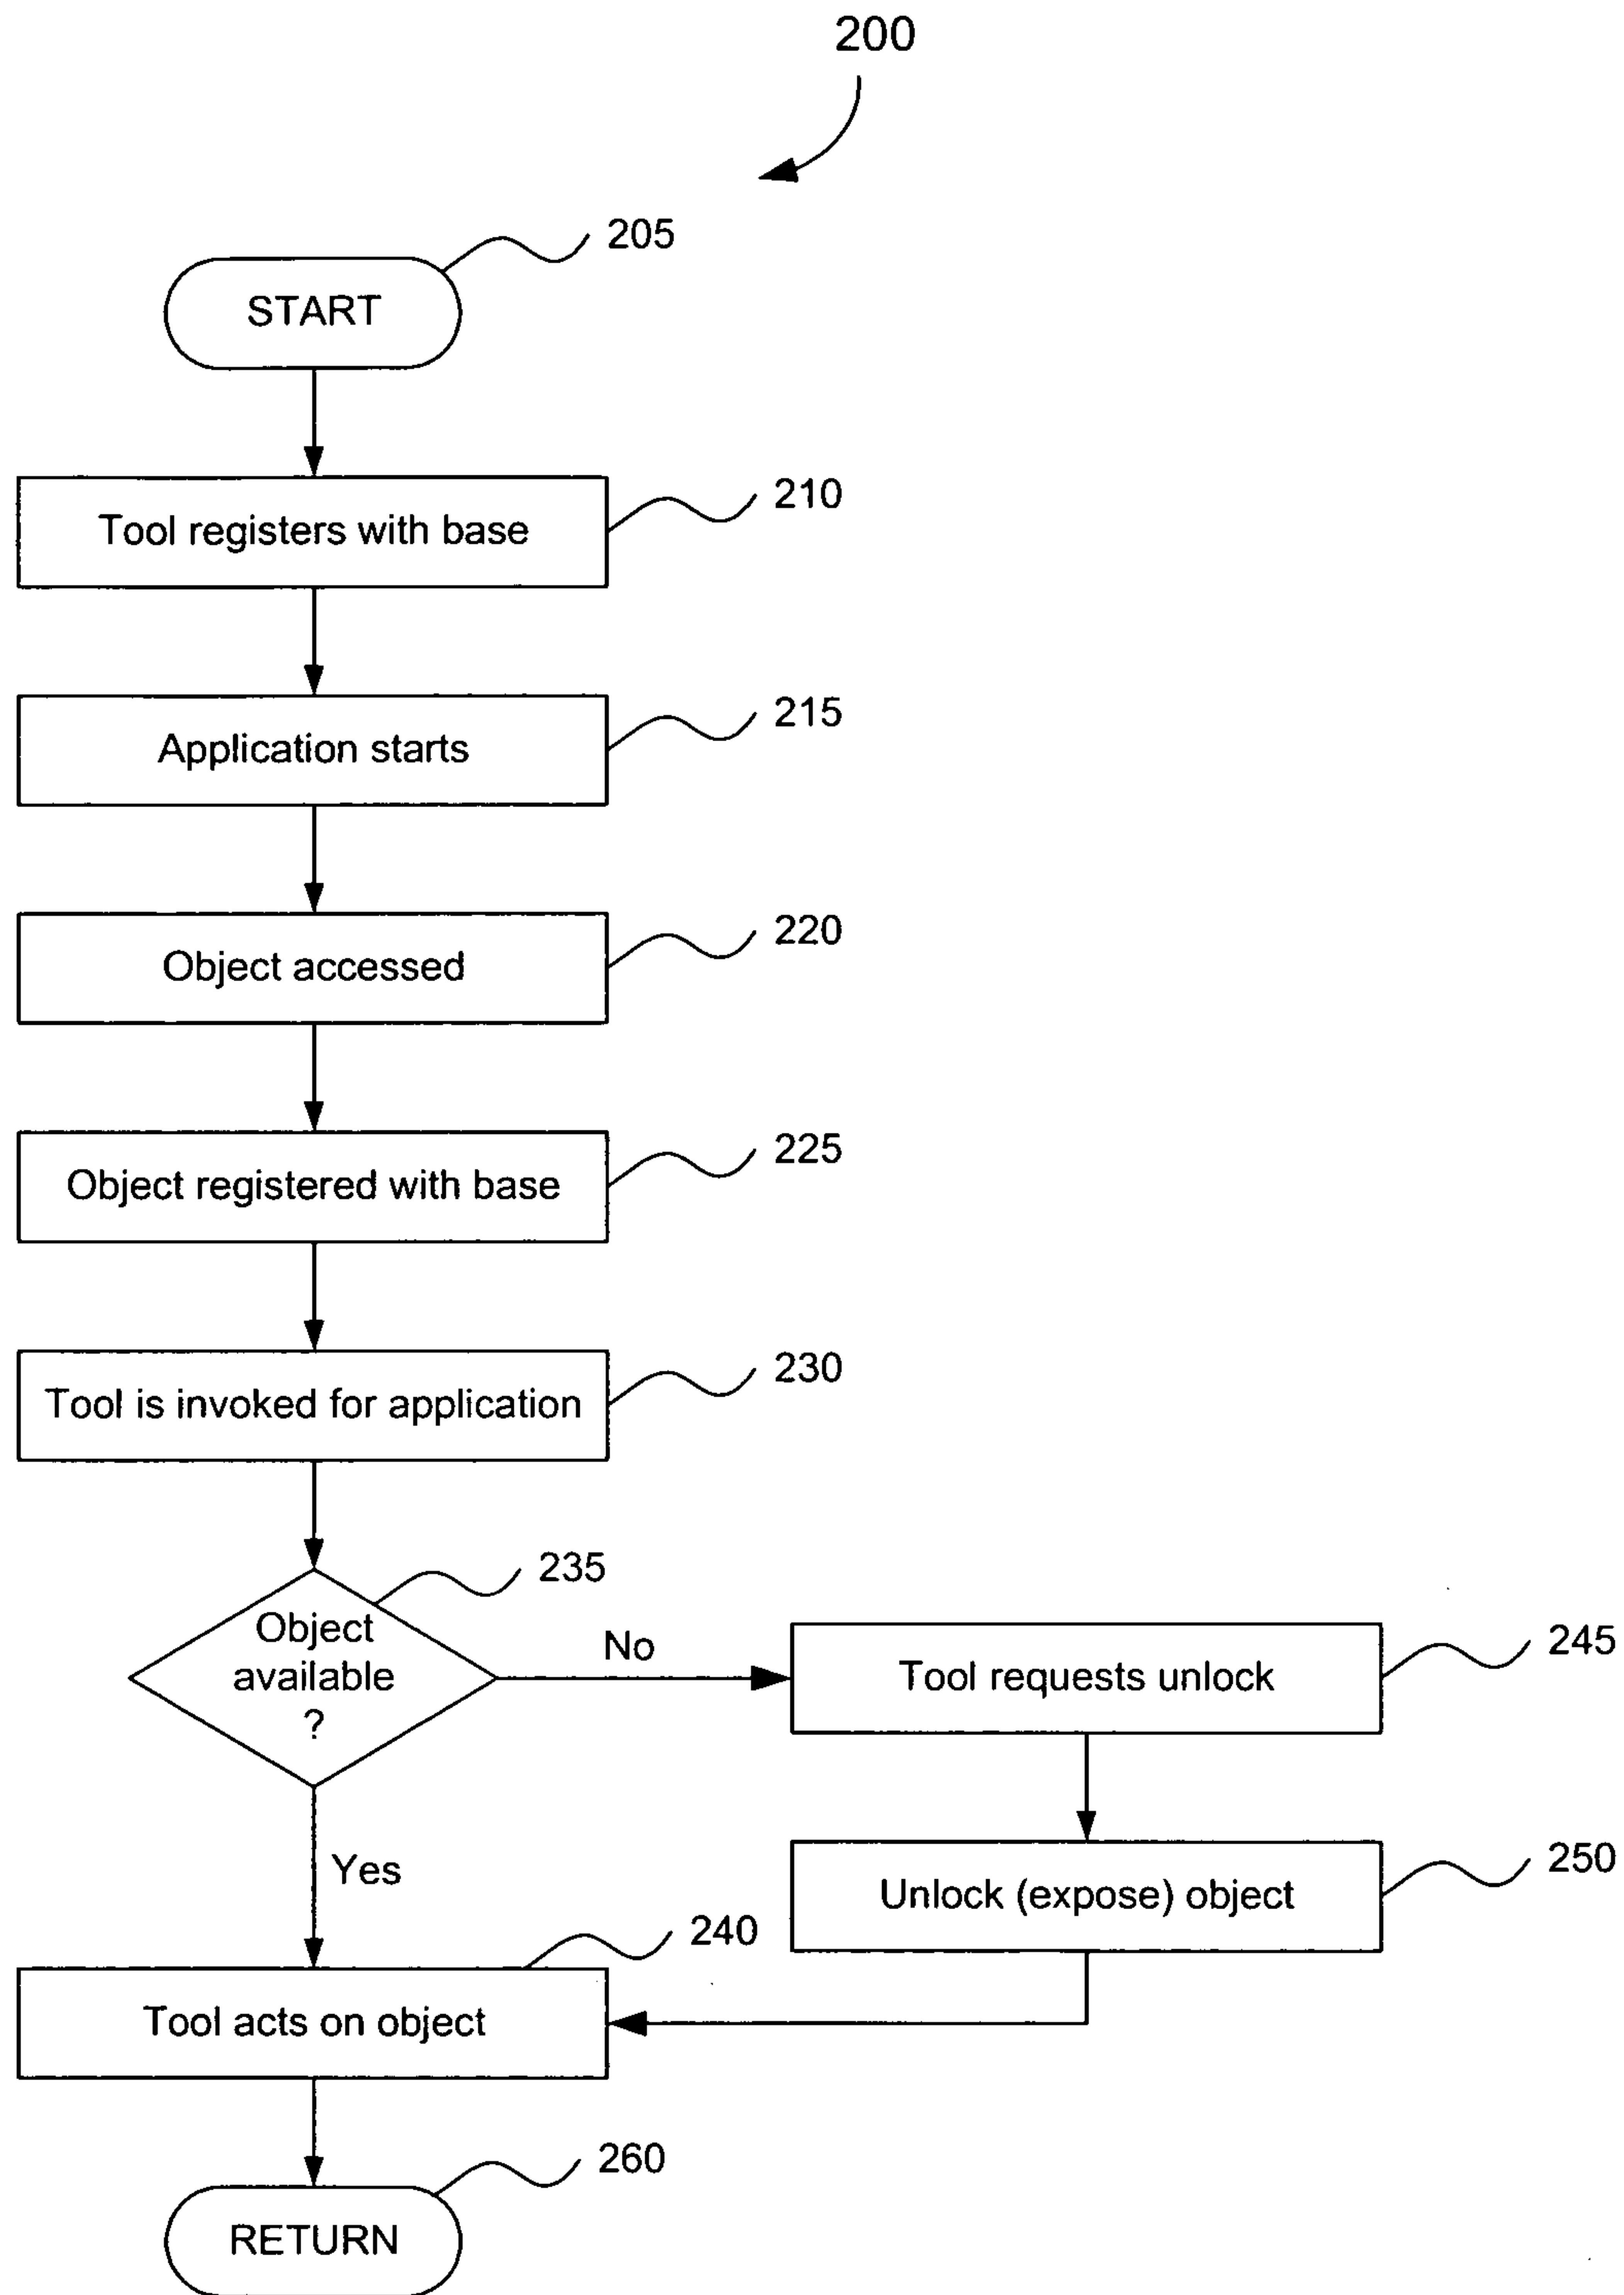 200
205
START
210
Tool registers with base
215
Application starts
220
Object accessed
225
Object registered with base
230
Tool is invoked for application
235
Object
available
?
No
245
Tool requests unlock
Yes
250
Unlock (expose) object
240
Tool acts on object
260
RETURN